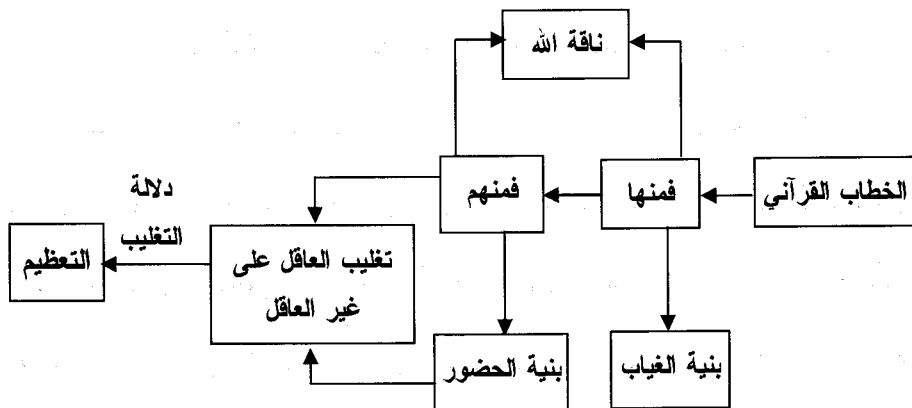 ناقة الله
الخطاب القرآني
فمنها
فمنهم
دلالة
التغليب
تغليب العاقل على
غير العاقل
التعظيم
بنية الغياب
بنية الحضور